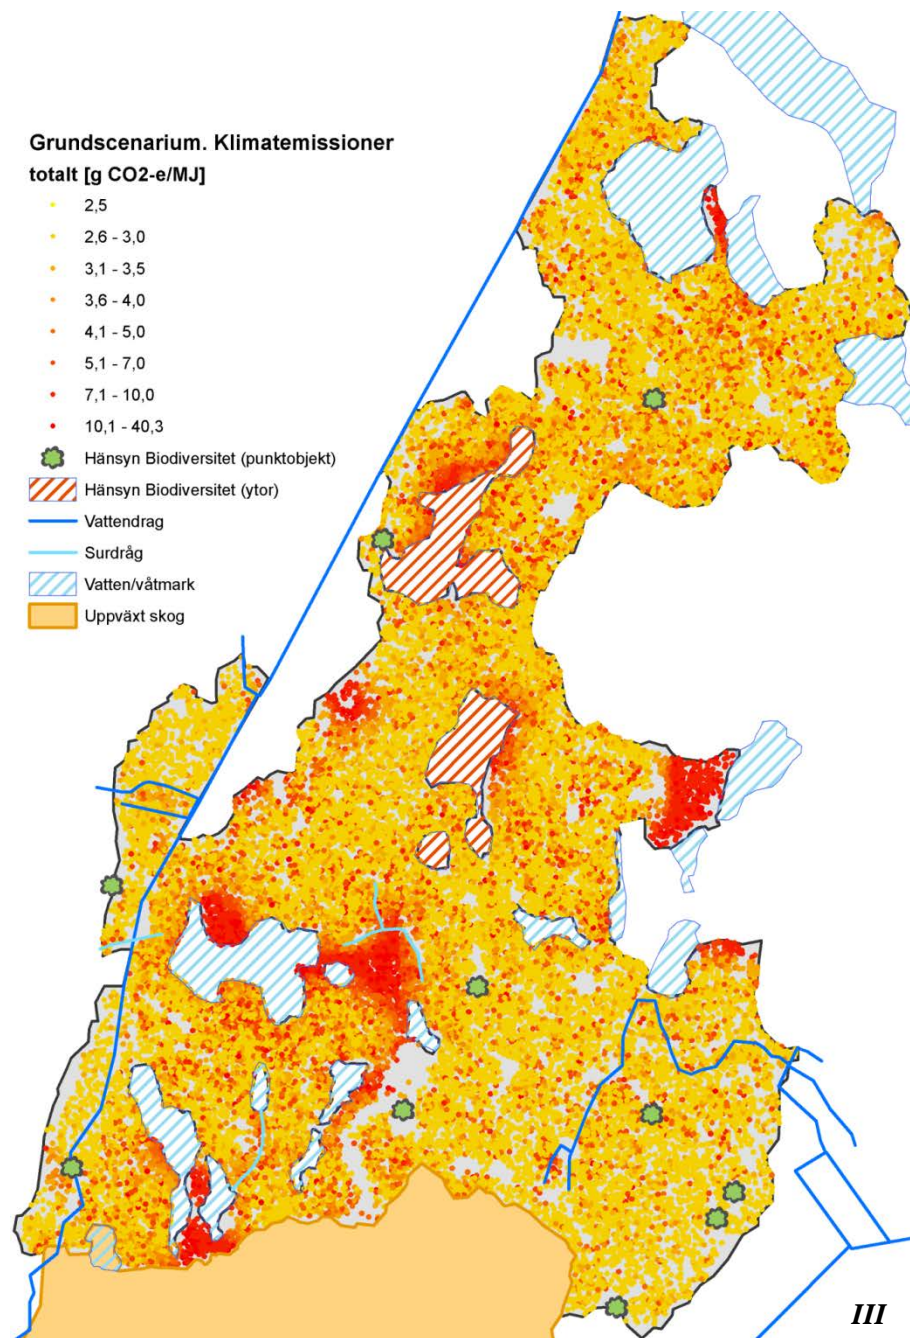 Grundscenarium. Klimatemissioner
totalt [g CO2-e/MJ]
2,5
2,6 - 3,0
3,1 - 3,5
3,6 - 4,0
4,1 - 5,0
5,1 - 7,0
7,1 - 10,0
10,1 - 40,3
Hänsyn Biodiversitet (punktobjekt)
Hänsyn Biodiversitet (ytor)
Vattendrag
Surdråg
Vatten/våtmark
Uppväxt skog
III